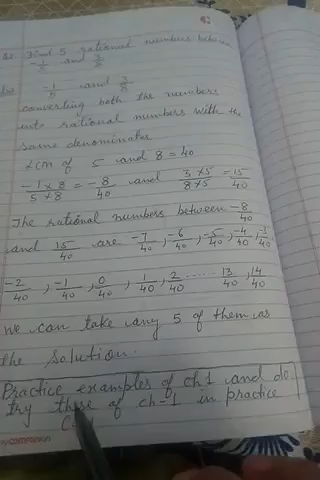 Q: Find 5 rational numbers between
-1/5 and 3/8
-1/5 and 3/8
converting both the numbers
into rational numbers with the
same denominator
LCM of 5 and 8 = 40
-1×8/5×8 = -8/40 and 3×5/8×5 = 15/40
The rational numbers between -8/40
and 15/40 are -7/40, -6/40, -5/40, -4/40, -3/40
-2/40, -1/40, 0/40, 1/40, 2/40 ...... 13/40, 14/40
We can take any 5 of them as
the solution.
Practice examples of ch 1 and do
try these of ch-1 in practice